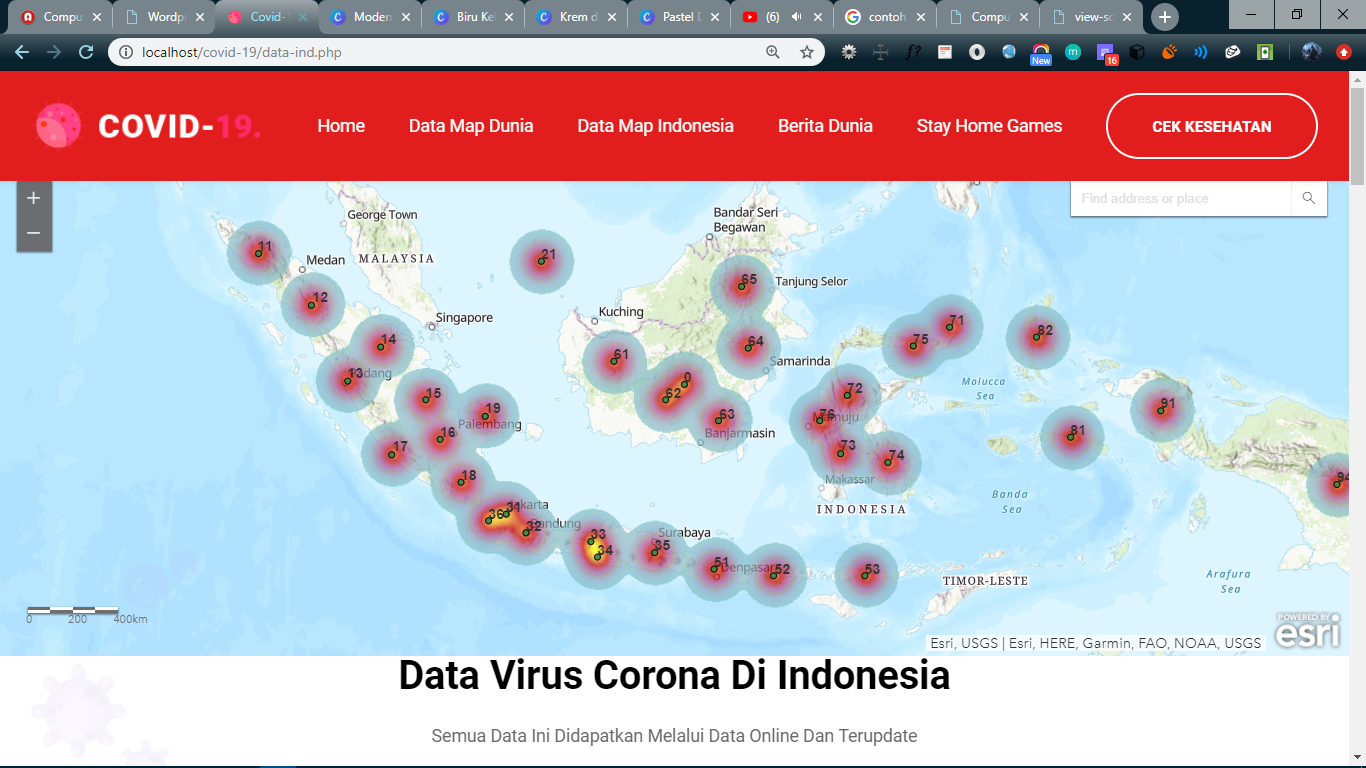 Compu
Wordpr
Covid-
Modern
Biru Kel
Krem d
Pastel D
(6)
contoh
Compu
view-so
localhost/covid-19/data-ind.php
New
16
COVID-19.
Home
Data Map Dunia
Data Map Indonesia
Berita Dunia
Stay Home Games
CEK KESEHATAN
+
−
Find address or place
George Town
Bandar Seri
Begawan
11
MALAYSIA
21
Medan
65
Tanjung Selor
12
Kuching
Singapore
71
82
14
64
75
61
Samarinda
13
Padang
0
72
Molucca
Sea
15
62
91
19
63
76
Mamuju
Palembang
16
Banjarmasin
81
17
73
74
18
Makassar
94
31
Jakarta
36
INDONESIA
Banda
Sea
32
Bandung
33
Surabaya
34
35
51
Denpasar
52
53
TIMOR-LESTE
Arafura
Sea
0 200 400km
POWERED BY
esri
Esri, USGS | Esri, HERE, Garmin, FAO, NOAA, USGS
Data Virus Corona Di Indonesia
Semua Data Ini Didapatkan Melalui Data Online Dan Terupdate